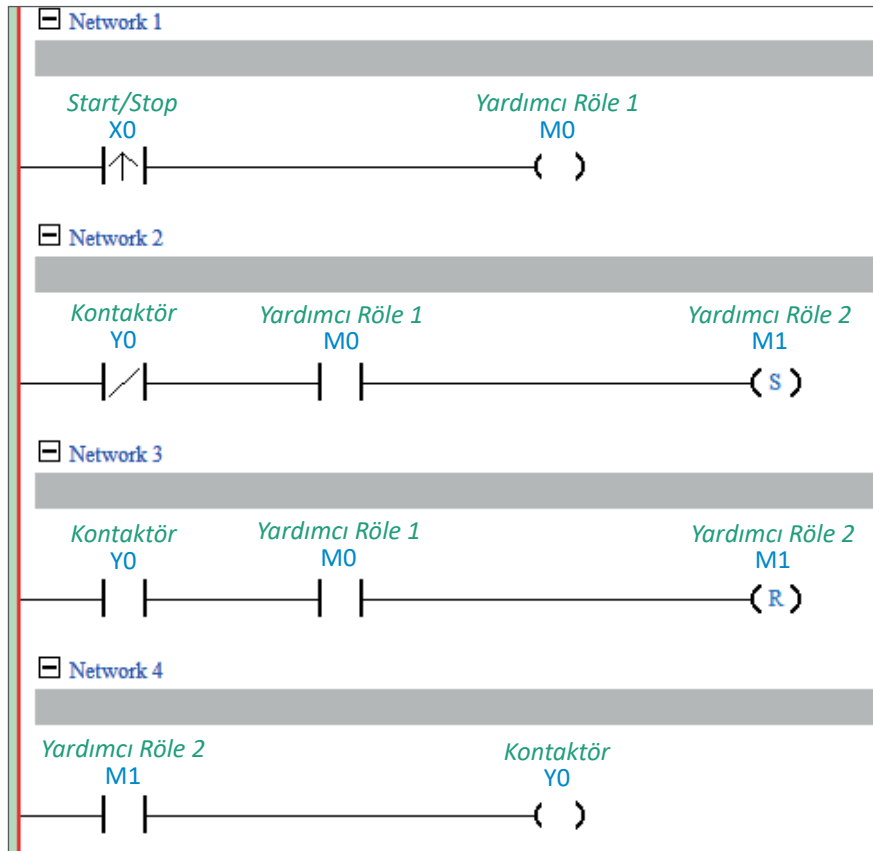 Network 1
Start/Stop Yardımcı Röle 1
X0 M0
Network 2
Kontaktör Yardımcı Röle 1 Yardımcı Röle 2
Y0 M0 M1
S
Network 3
Kontaktör Yardımcı Röle 1 Yardımcı Röle 2
Y0 M0 M1
R
Network 4
Yardımcı Röle 2 Kontaktör
M1 Y0